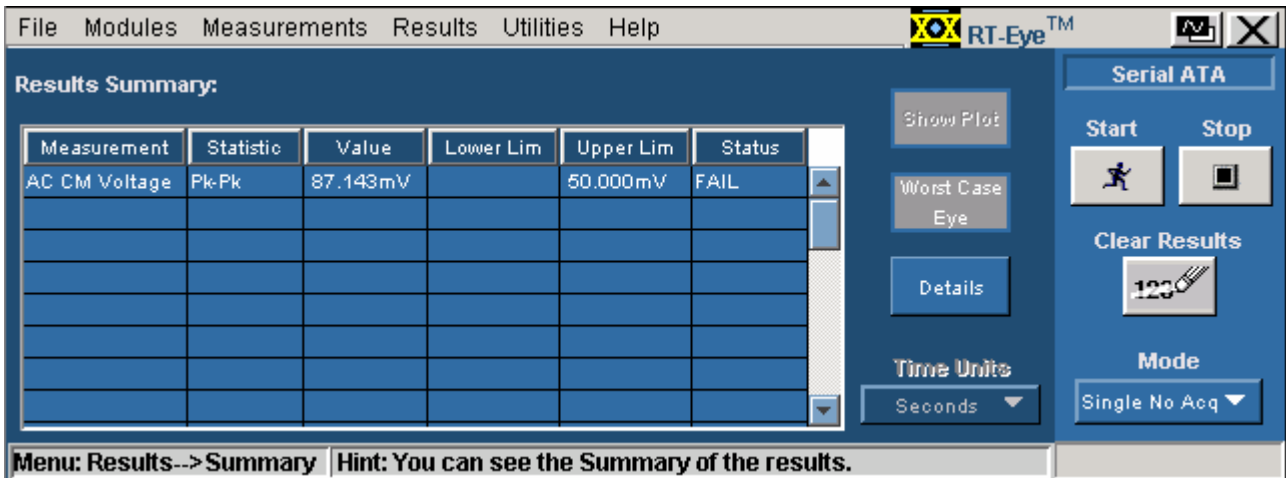 File Modules Measurements Results Utilities Help RT-Eye™
Results Summary:
Measurement Statistic Value Lower Lim Upper Lim Status
AC CM Voltage Pk-Pk 87.143mV 50.000mV FAIL
Show Plot
Worst Case
Eye
Details
Time Units
Seconds
Serial ATA
Start Stop
Clear Results
123
Mode
Single No Acq
Menu: Results-->Summary Hint: You can see the Summary of the results.